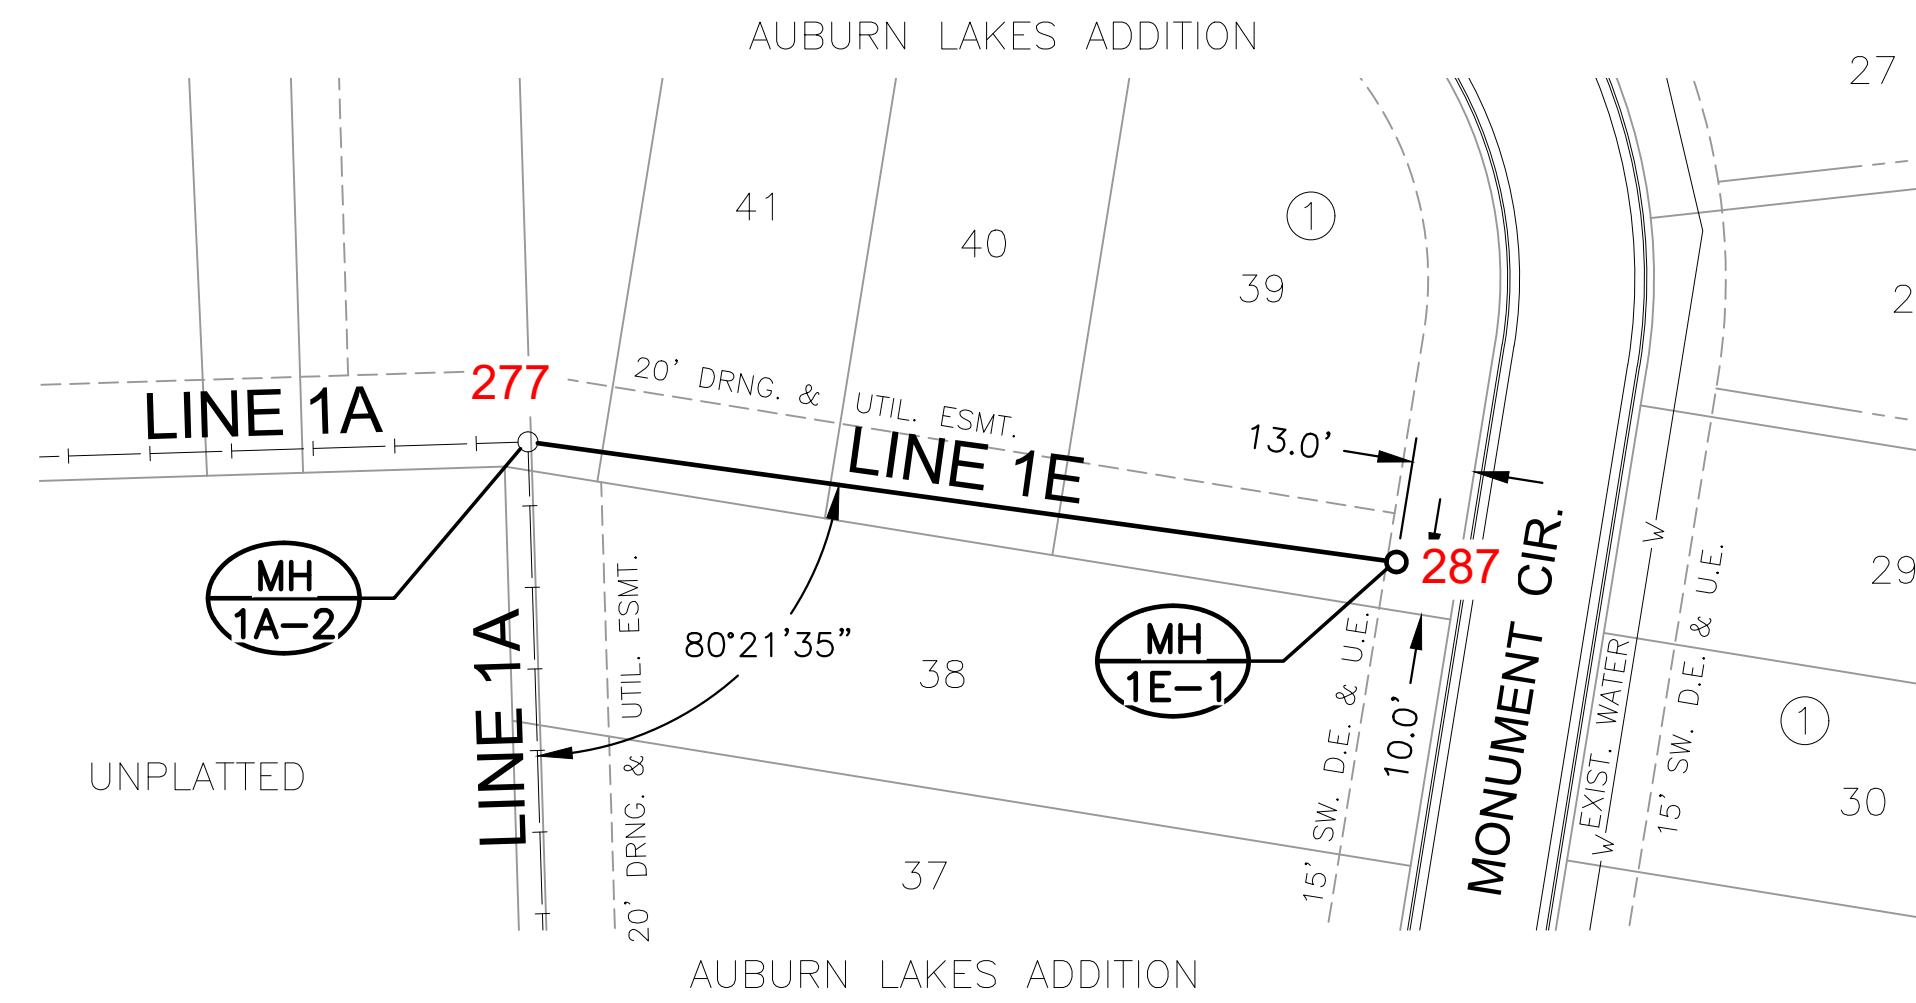 AUBURN LAKES ADDITION
27
41
40
1
39
2
20' DRNG. & UTIL. ESMT.
277
LINE 1A
LINE 1E
13.0'
287
MH
1A-2
MH
1E-1
80°21'35"
38
10.0'
LINE 1A
20' DRNG. & UTIL. ESMT.
UNPLATTED
37
15' SW. D.E. & U.E.
MONUMENT CIR.
W
EXIST. WATER
W
15' SW. D.E. & U.E.
29
1
30
AUBURN LAKES ADDITION